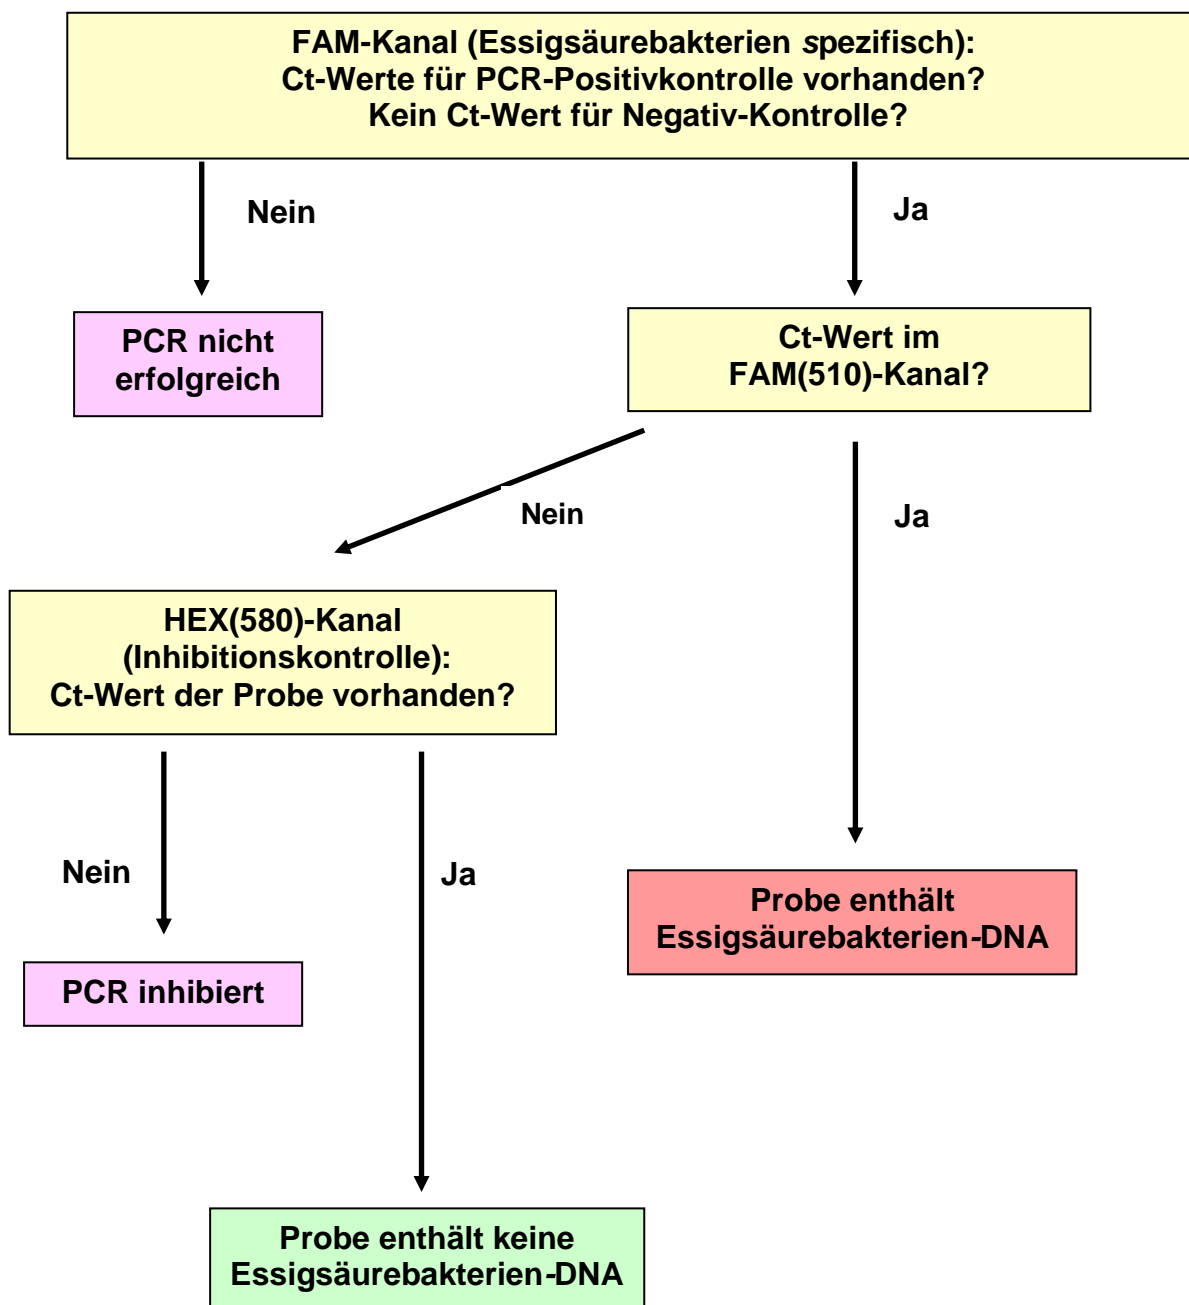 FAM-Kanal (Essigsäurebakterien spezifisch):
Ct-Werte für PCR-Positivkontrolle vorhanden?
Kein Ct-Wert für Negativ-Kontrolle?
Nein
Ja
PCR nicht
erfolgreich
Ct-Wert im
FAM(510)-Kanal?
Nein
Ja
HEX(580)-Kanal
(Inhibitionskontrolle):
Ct-Wert der Probe vorhanden?
Nein
Ja
Probe enthält
Essigsäurebakterien-DNA
PCR inhibiert
Probe enthält keine
Essigsäurebakterien-DNA